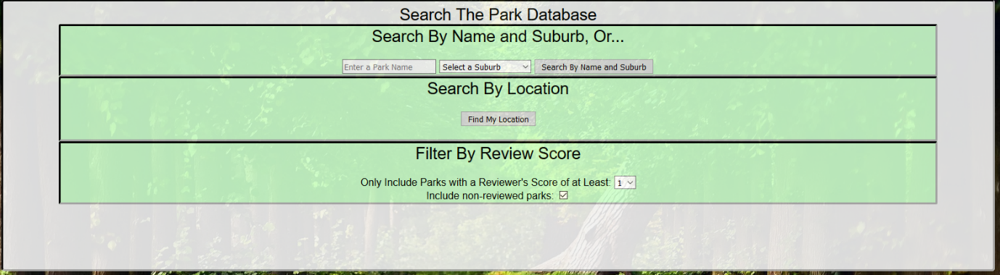 Search The Park Database
Search By Name and Suburb, Or...
Enter a Park Name Select a Suburb Search By Name and Suburb
Search By Location
Find My Location
Filter By Review Score
Only Include Parks with a Reviewer's Score of at Least: 1
Include non-reviewed parks: